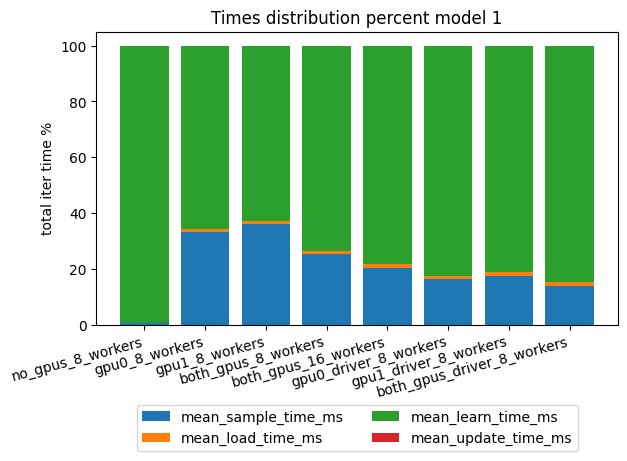 Times distribution percent model 1
total iter time %
100
80
60
40
20
0
no_gpus_8_workers
gpu0_8_workers
gpu1_8_workers
both_gpus_8_workers
both_gpus_16_workers
gpu0_driver_8_workers
gpu1_driver_8_workers
both_gpus_driver_8_workers
mean_sample_time_ms
mean_load_time_ms
mean_learn_time_ms
mean_update_time_ms